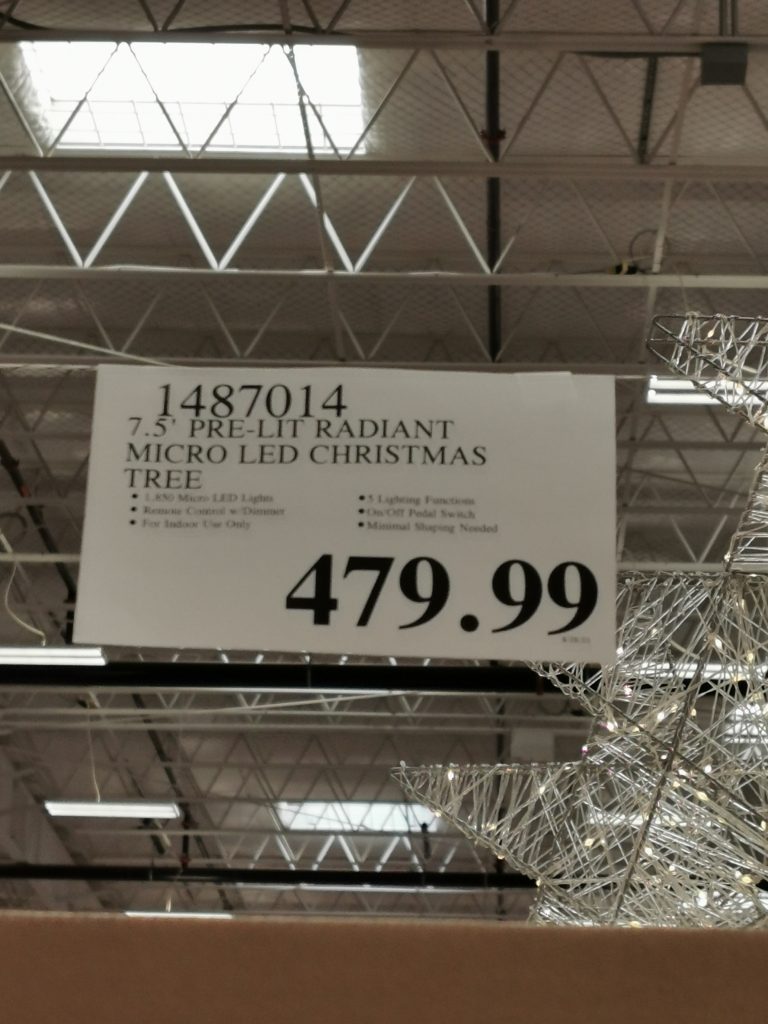 1487014
7.5' PRE-LIT RADIANT
MICRO LED CHRISTMAS
TREE
• 1,850 Micro LED Lights
• Remote Control w/Dimmer
• For Indoor Use Only
• 5 Lighting Functions
• On/Off Pedal Switch
• Minimal Shaping Needed
479.99